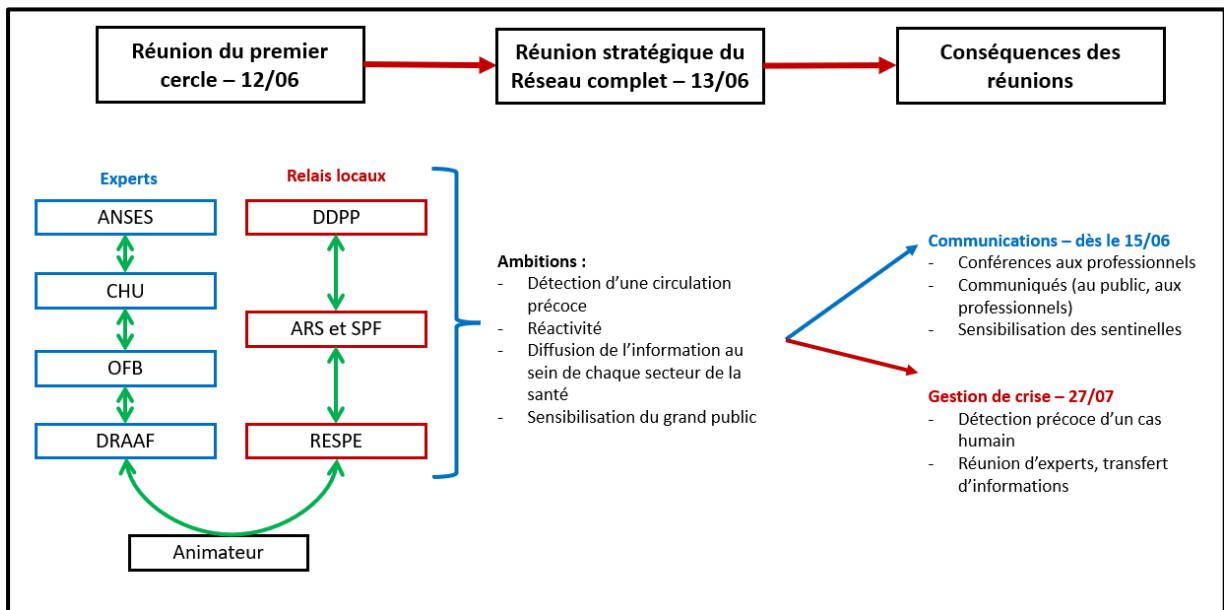 Réunion du premier
cercle – 12/06
Réunion stratégique du
Réseau complet – 13/06
Conséquences des
réunions
Experts
ANSES
CHU
OFB
DRAAF
Relais locaux
DDPP
ARS et SPF
RESPE
Animateur
Ambitions :
- Détection d’une circulation
précoce
- Réactivité
- Diffusion de l’information au
sein de chaque secteur de la
santé
- Sensibilisation du grand public
Communications – dès le 15/06
- Conférences aux professionnels
- Communiqués (au public, aux
professionnels)
- Sensibilisation des sentinelles
Gestion de crise – 27/07
- Détection précoce d’un cas
humain
- Réunion d’experts, transfert
d’informations